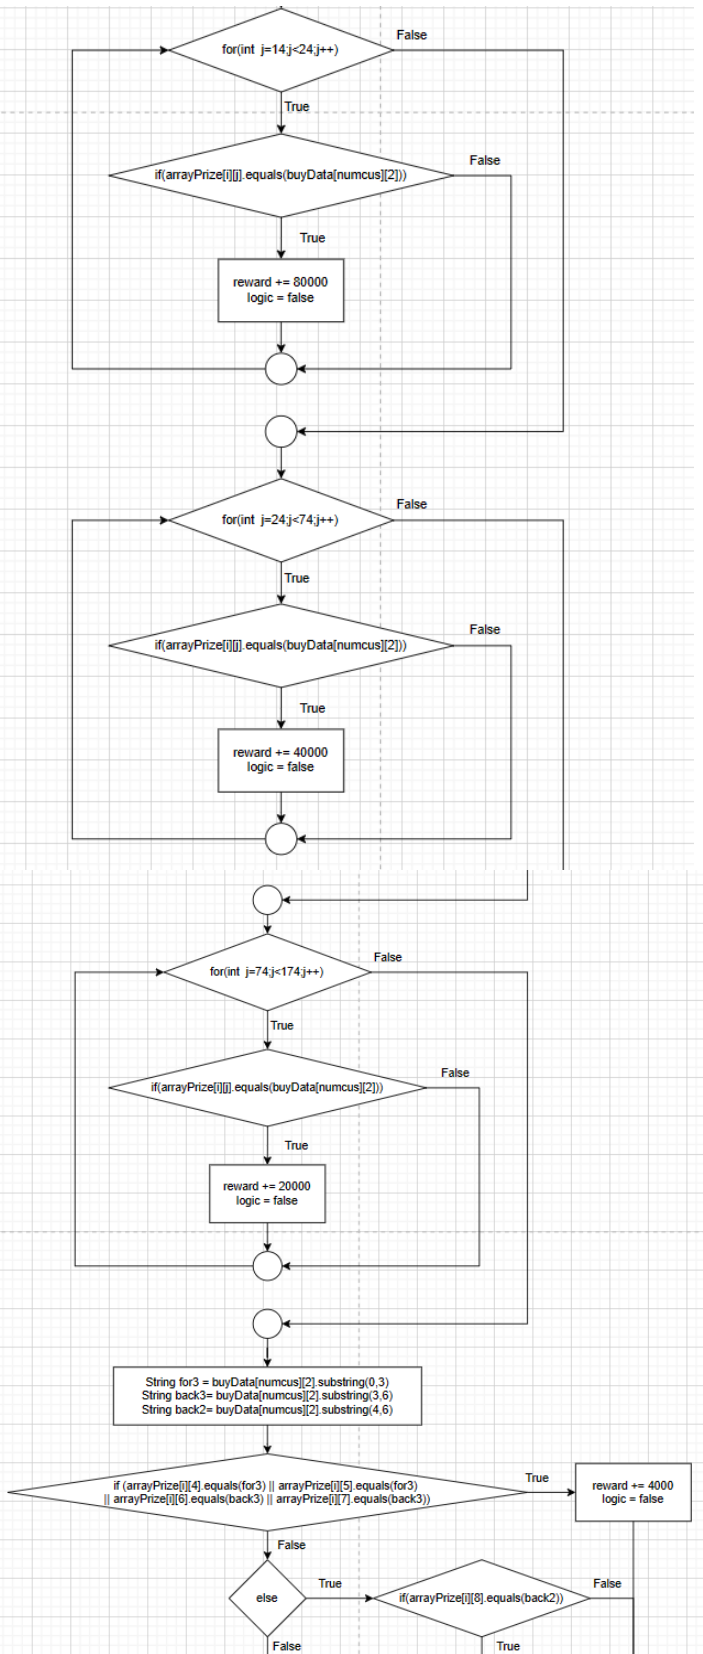 for(int j=14;j<24;j++)
False
True
if(arrayPrize[i][j].equals(buyData[numcus][2]))
False
True
reward += 80000
logic = false
for(int j=24;j<74;j++)
False
True
if(arrayPrize[i][j].equals(buyData[numcus][2]))
False
True
reward += 40000
logic = false
for(int j=74;j<174;j++)
False
True
if(arrayPrize[i][j].equals(buyData[numcus][2]))
False
True
reward += 20000
logic = false
String for3 = buyData[numcus][2].substring(0,3)
String back3= buyData[numcus][2].substring(3,6)
String back2= buyData[numcus][2].substring(4,6)
if (arrayPrize[i][4].equals(for3) || arrayPrize[i][5].equals(for3)
|| arrayPrize[i][6].equals(back3) || arrayPrize[i][7].equals(back3))
True
reward += 4000
logic = false
False
else
True
if(arrayPrize[i][8].equals(back2))
False
False
True